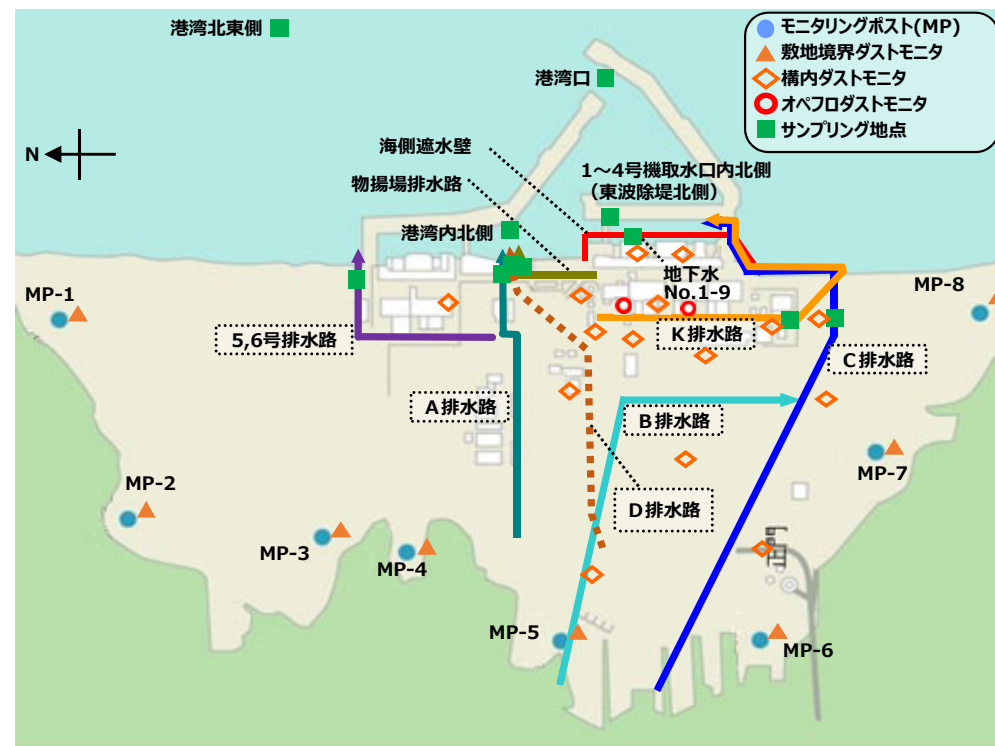 港湾北東側
モニタリングポスト(MP)
敷地境界ダストモニタ
構内ダストモニタ
オペフロダストモニタ
サンプリング地点
港湾口
N
海側遮水壁
物揚場排水路
1～4号機取水口内北側
（東波除堤北側）
港湾内北側
地下水
No.1-9
MP-1
MP-8
5,6号排水路
K排水路
C排水路
A排水路
B排水路
MP-7
MP-2
D排水路
MP-3
MP-4
正門
MP-5
MP-6